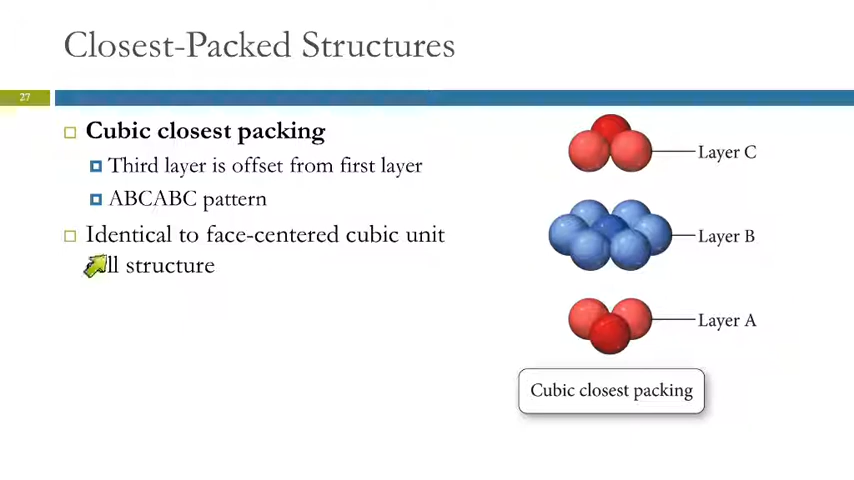 Closest-Packed Structures
27
Cubic closest packing
Third layer is offset from first layer
ABCABC pattern
Identical to face-centered cubic unit
structure
Layer C
Layer B
Layer A
Cubic closest packing